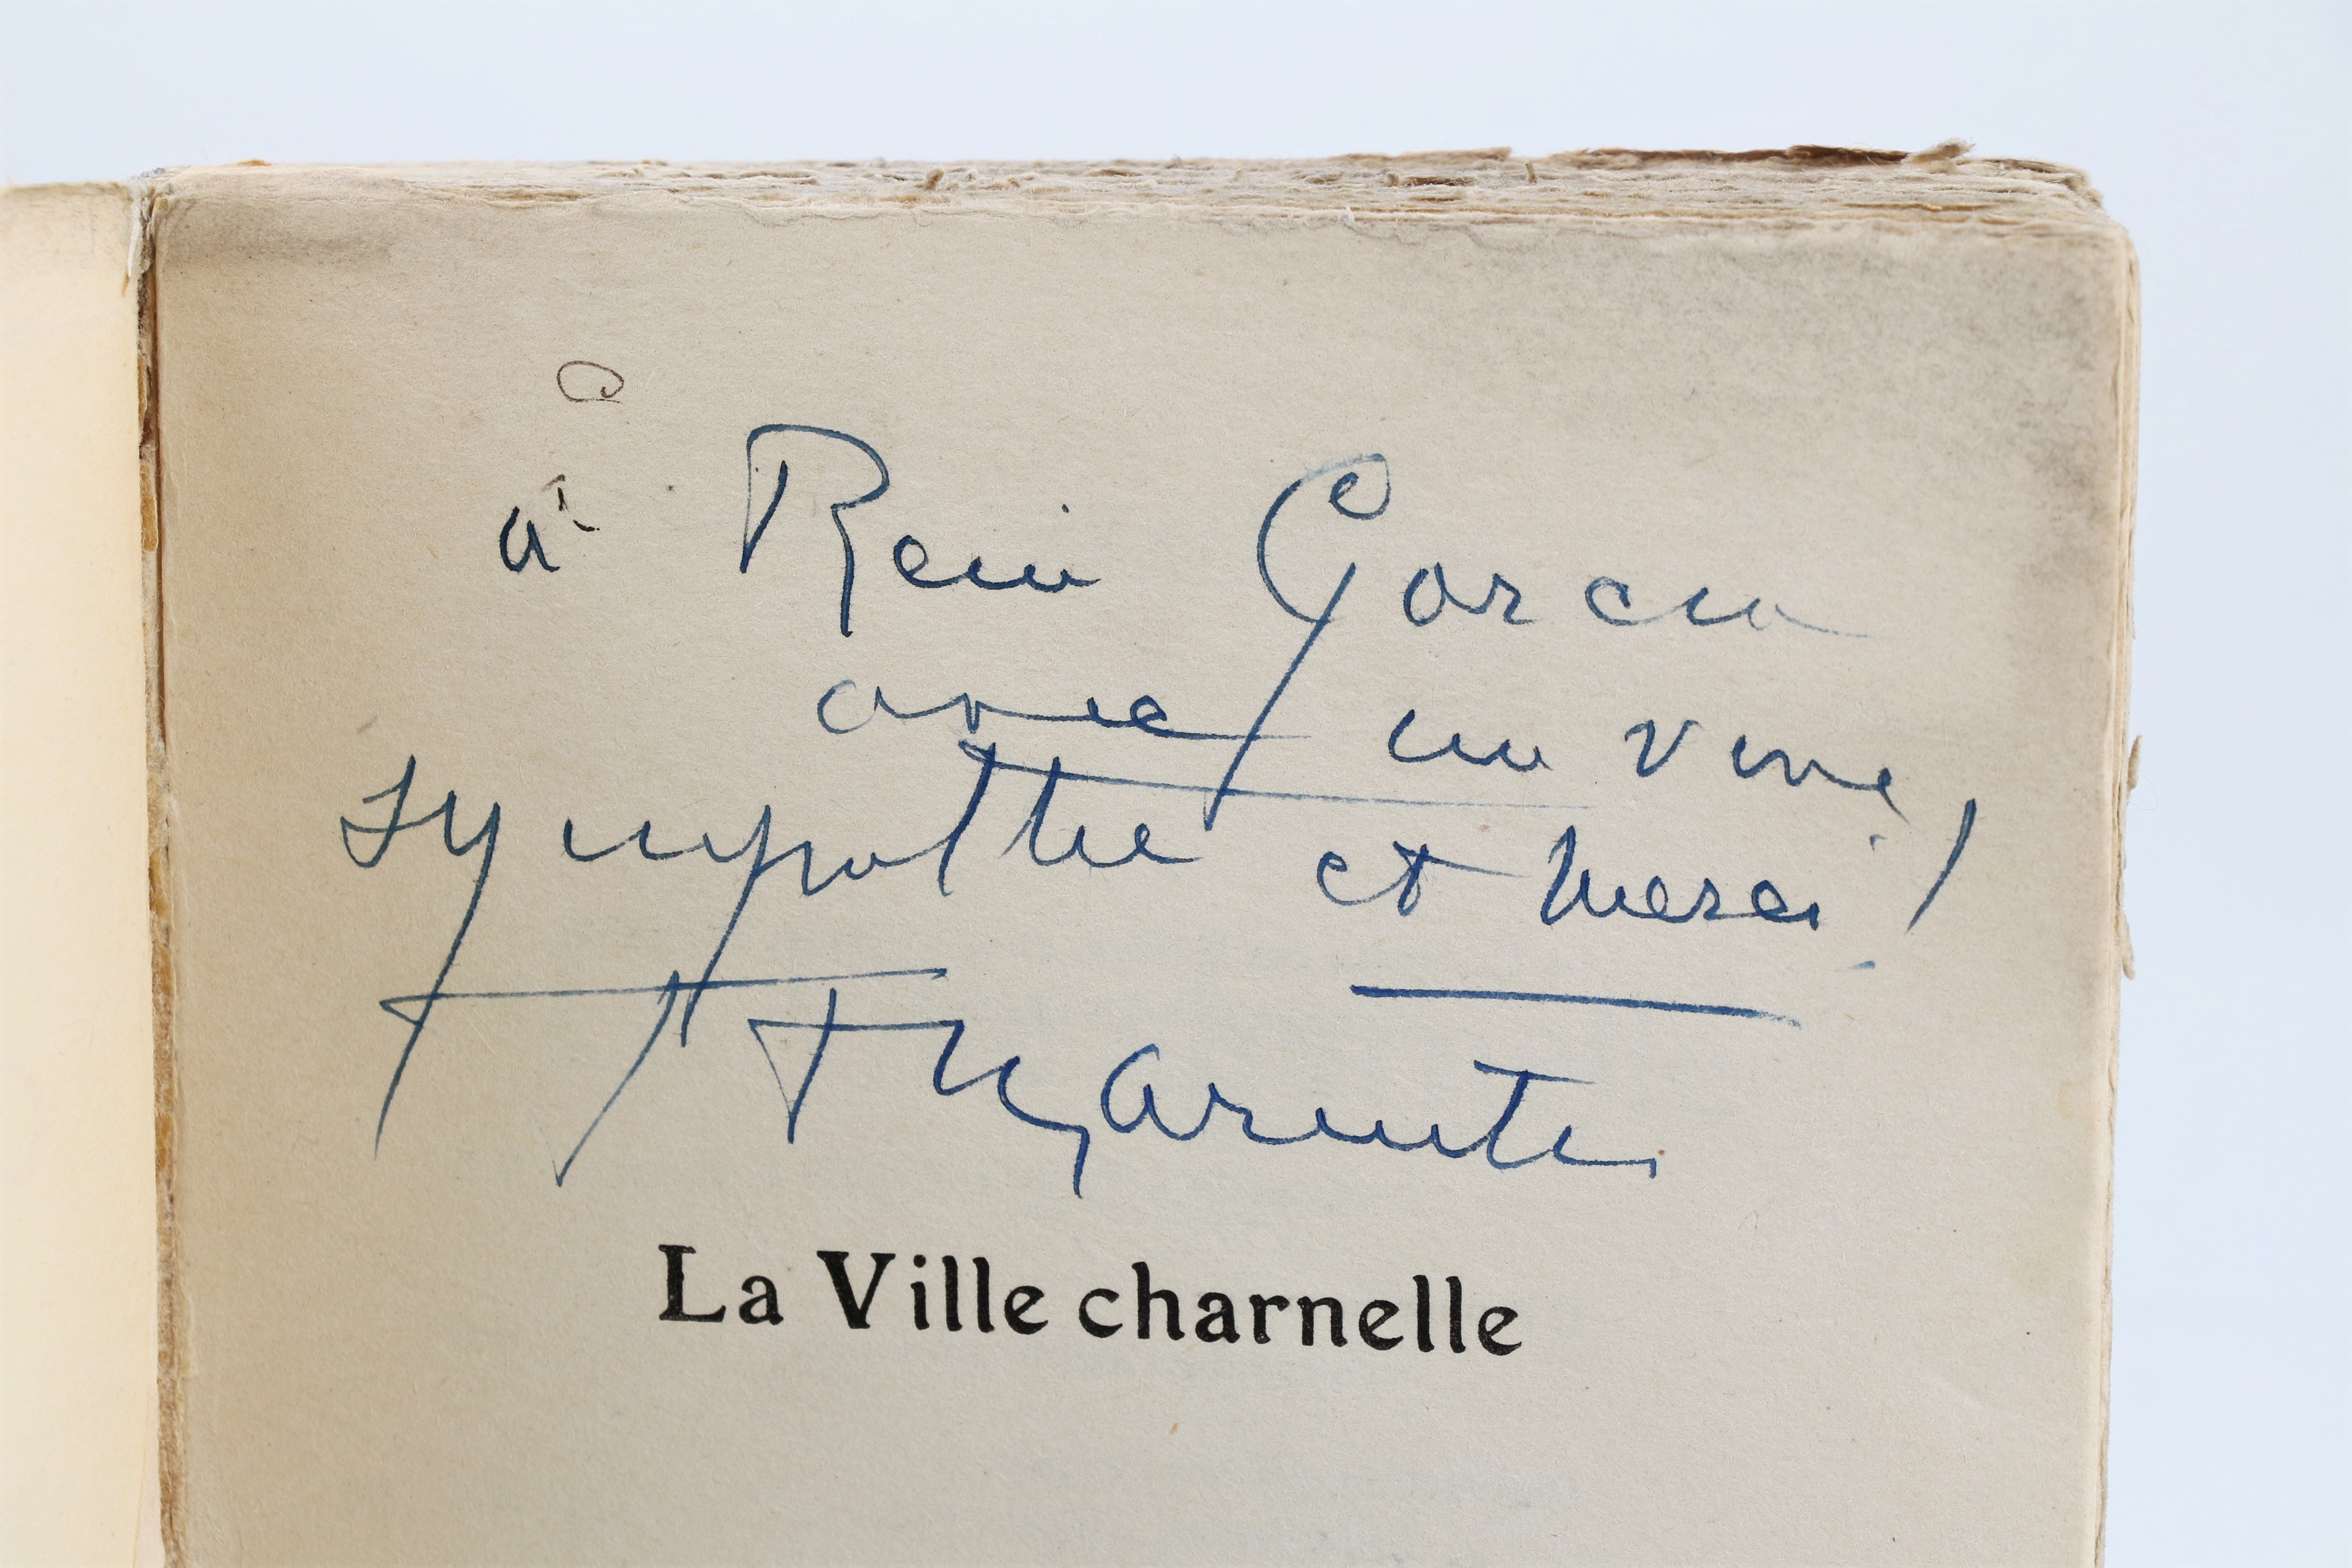 à René Garcia
avec ma vive
sympathie et merci!
F T Marinetti
La Ville charnelle